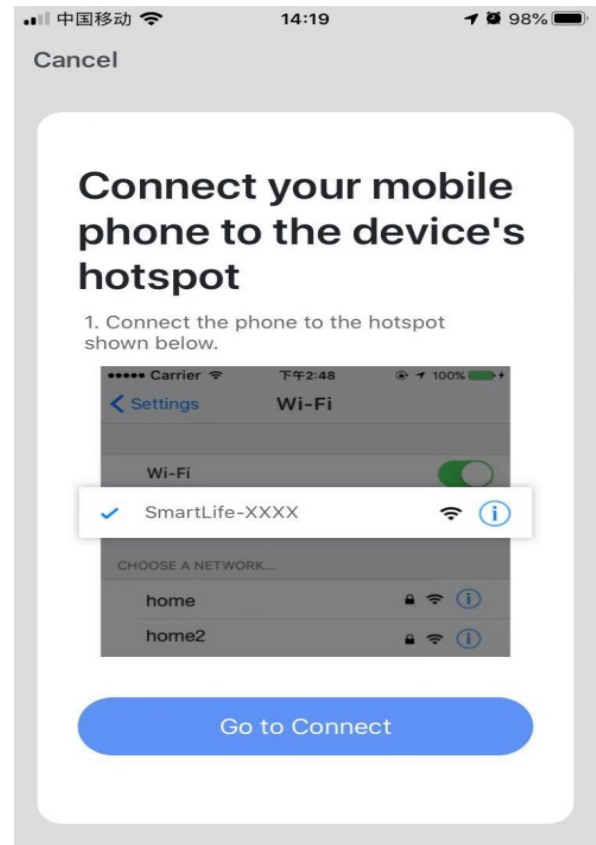 中国移动 14:19 98%
Cancel
Connect your mobile
phone to the device's
hotspot
1. Connect the phone to the hotspot
shown below.
Carrier 下午2:48 100%
Settings Wi-Fi
Wi-Fi
SmartLife-XXXX
CHOOSE A NETWORK...
home
home2
Go to Connect